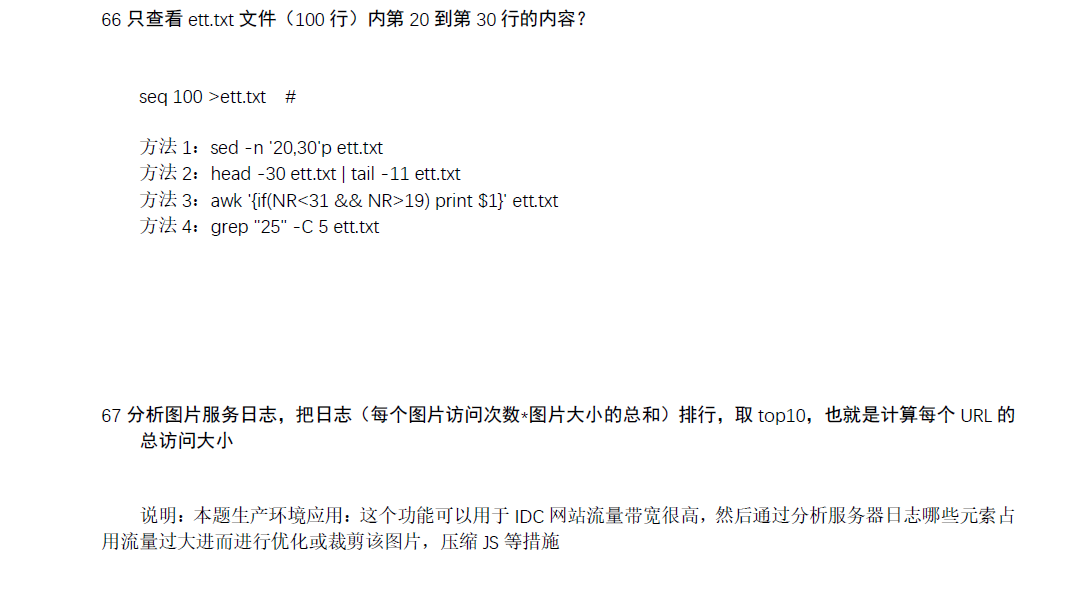 66 只查看 ett.txt 文件（100 行）内第 20 到第 30 行的内容？
seq 100 >ett.txt #
方法 1：sed -n '20,30'p ett.txt
方法 2：head -30 ett.txt | tail -11 ett.txt
方法 3：awk '{if(NR<31 && NR>19) print $1}' ett.txt
方法 4：grep "25" -C 5 ett.txt
67 分析图片服务日志，把日志（每个图片访问次数*图片大小的总和）排行，取 top10，也就是计算每个 URL 的
总访问大小
说明：本题生产环境应用：这个功能可以用于 IDC 网站流量带宽很高，然后通过分析服务器日志哪些元素占
用流量过大进而进行优化或裁剪该图片，压缩 JS 等措施